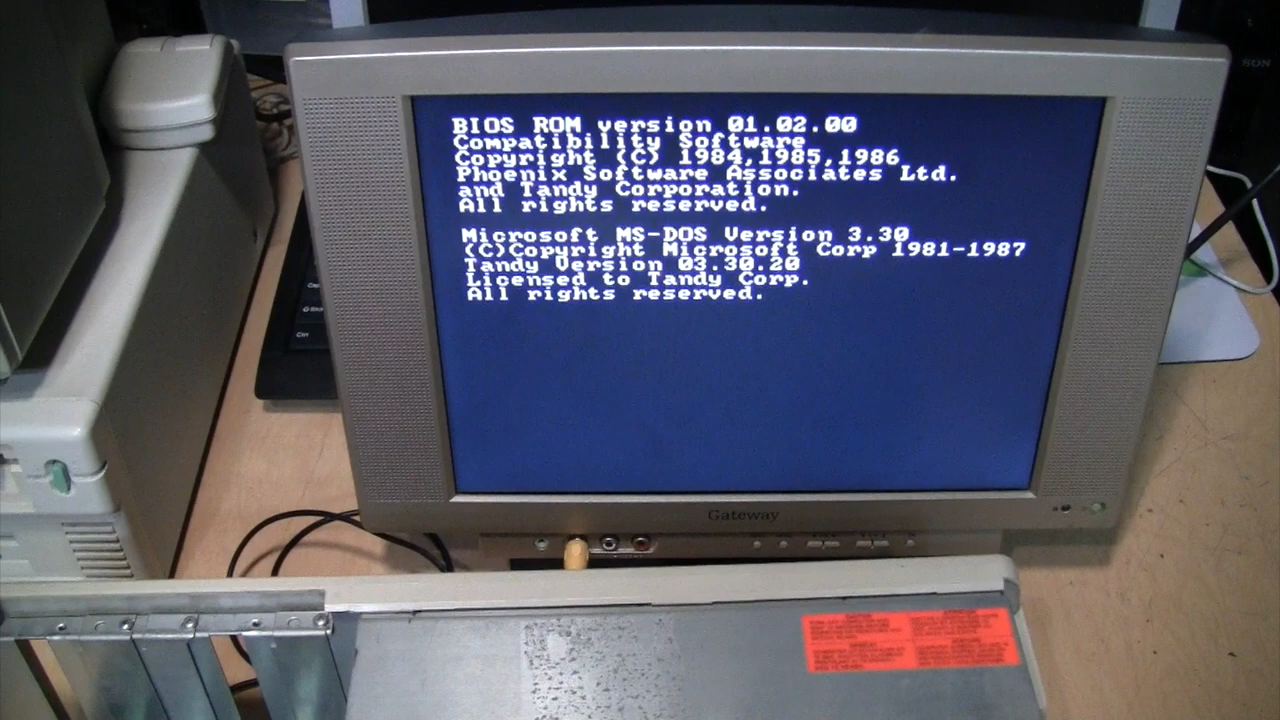 SON
BIOS ROM version 01.02.00
Compatibility Software
Copyright (C) 1984,1985,1986
Phoenix Software Associates Ltd.
and Tandy Corporation.
All rights reserved.
Microsoft MS-DOS Version 3.30
(C)Copyright Microsoft Corp 1981-1987
Tandy Version 03.30.20
Licensed to Tandy Corp.
All rights reserved.
Ctrl
Gateway